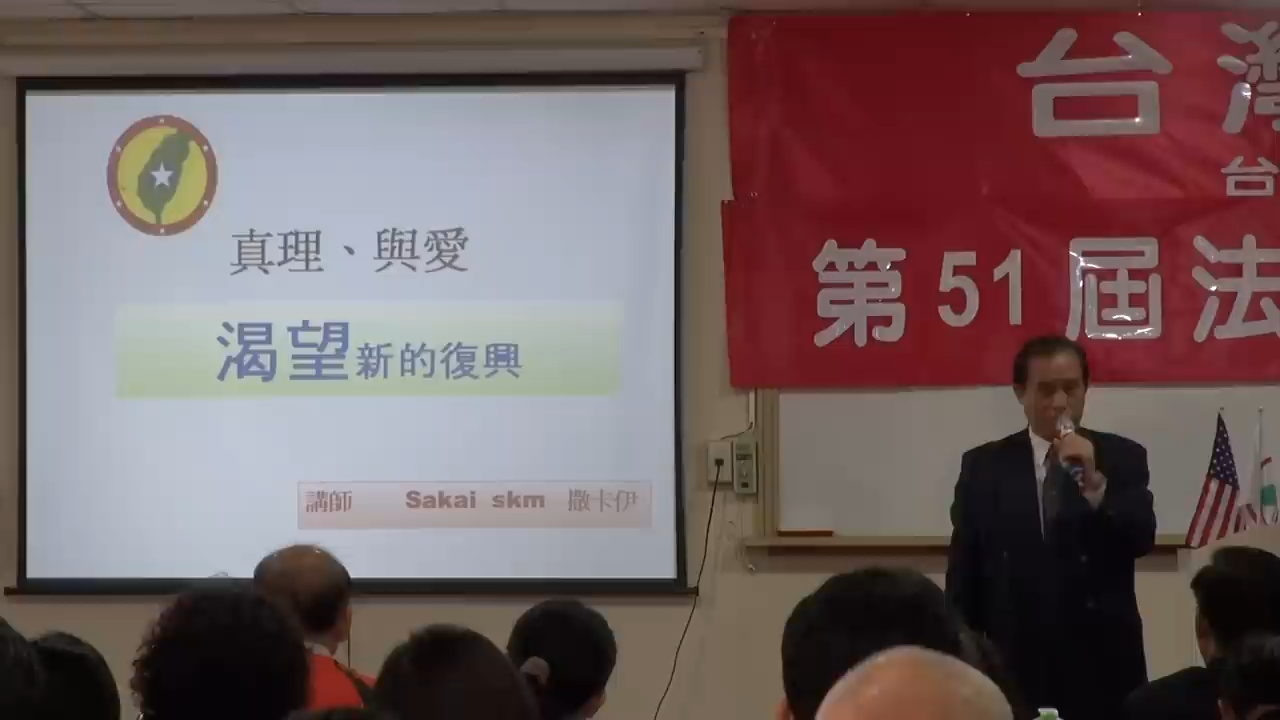 真理、與愛
渴望新的復興
講師 Sakai skm 撒卡伊
台灣
台
第51屆法